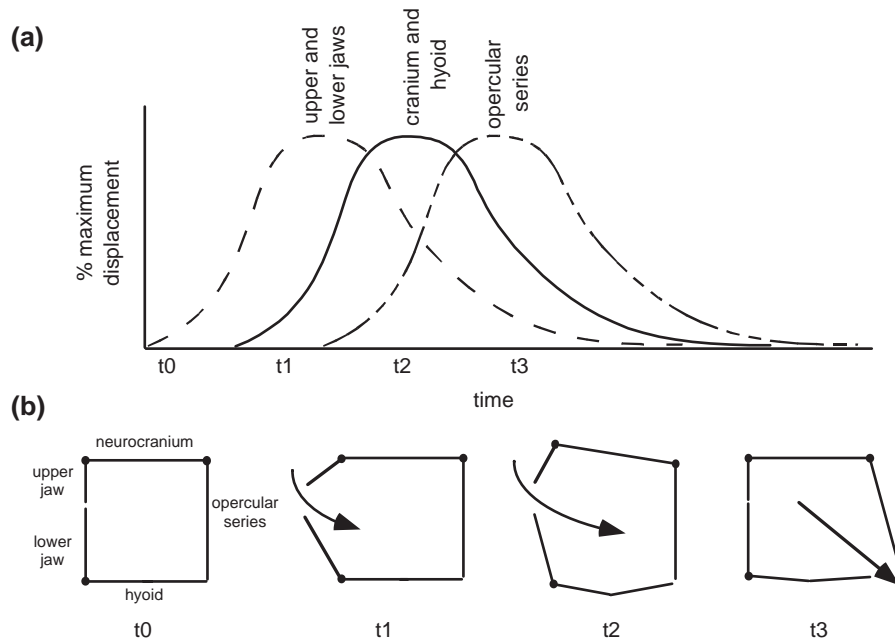 (a)
upper and
lower jaws
cranium and
hyoid
opercular
series
% maximum
displacement
t0 t1 t2 t3
time
(b)
neurocranium
upper
jaw
opercular
series
lower
jaw
hyoid
t0 t1 t2 t3